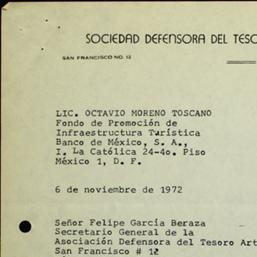 SOCIEDAD DEFENSORA DEL TESO
SAN FRANCISCO NO. 12
LIC. OCTAVIO MORENO TOSCANO
Fondo de Promoción de
Infraestructura Turística
Banco de México, S. A.,
I. La Católica 24-4o. Piso
México 1, D. F.
6 de noviembre de 1972
Señor Felipe García Beraza
Secretario General de la
Asociación Defensora del Tesoro Art
San Francisco # 12